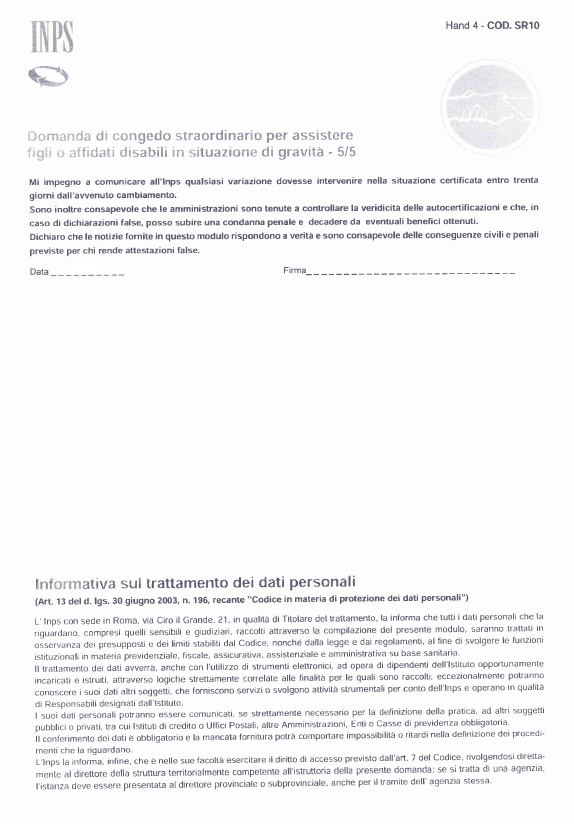 INPS
Hand 4 - COD. SR10
Domanda di congedo straordinario per assistere
figli o affidati disabili in situazione di gravità - 5/5
Mi impegno a comunicare all'Inps qualsiasi variazione dovesse intervenire nella situazione certificata entro trenta
giorni dall'avvenuto cambiamento.
Sono inoltre consapevole che le amministrazioni sono tenute a controllare la veridicità delle autocertificazioni e che, in
caso di dichiarazioni false, posso subire una condanna penale e decadere da eventuali benefici ottenuti.
Dichiaro che le notizie fornite in questo modulo rispondono a verità e sono consapevole delle conseguenze civili e penali
previste per chi rende attestazioni false.
Data __________ Firma______________________________
Informativa sul trattamento dei dati personali
(Art. 13 del d. lgs. 30 giugno 2003, n. 196, recante "Codice in materia di protezione dei dati personali")
L' Inps con sede in Roma, via Ciro il Grande, 21, in qualità di Titolare del trattamento, la informa che tutti i dati personali che la
riguardano, compresi quelli sensibili e giudiziari, raccolti attraverso la compilazione del presente modulo, saranno trattati in
osservanza dei presupposti e dei limiti stabiliti dal Codice, nonché dalla legge e dai regolamenti, al fine di svolgere le funzioni
istituzionali in materia previdenziale, fiscale, assicurativa, assistenziale e amministrativa su base sanitaria.
Il trattamento dei dati avverrà, anche con l'utilizzo di strumenti elettronici, ad opera di dipendenti dell'Istituto opportunamente
incaricati e istruiti, attraverso logiche strettamente correlate alle finalità per le quali sono raccolti; eccezionalmente potranno
conoscere i suoi dati altri soggetti, che forniscono servizi o svolgono attività strumentali per conto dell'Inps e operano in qualità
di Responsabili designati dall'Istituto.
I suoi dati personali potranno essere comunicati, se strettamente necessario per la definizione della pratica, ad altri soggetti
pubblici o privati, tra cui Istituti di credito o Uffici Postali, altre Amministrazioni, Enti o Casse di previdenza obbligatoria.
Il conferimento dei dati è obbligatorio e la mancata fornitura potrà comportare impossibilità o ritardi nella definizione dei procedi-
menti che la riguardano.
L'Inps la informa, infine, che è nelle sue facoltà esercitare il diritto di accesso previsto dall'art. 7 del Codice, rivolgendosi diretta-
mente al direttore della struttura territorialmente competente all'istruttoria della presente domanda; se si tratta di una agenzia,
l'istanza deve essere presentata al direttore provinciale o subprovinciale, anche per il tramite dell' agenzia stessa.